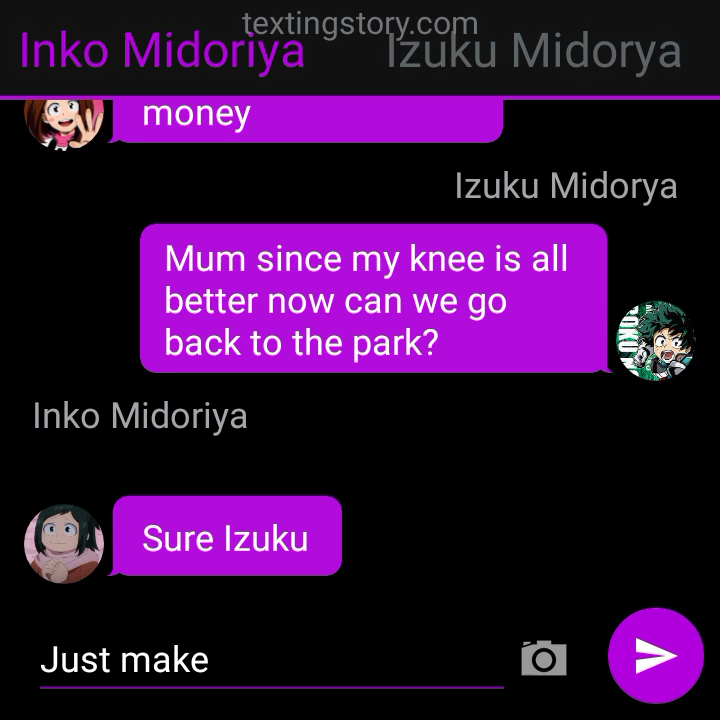 textingstory.com
Inko Midoriya
Izuku Midorya
money
Izuku Midorya
Mum since my knee is all
better now can we go
back to the park?
Inko Midoriya
Sure Izuku
Just make